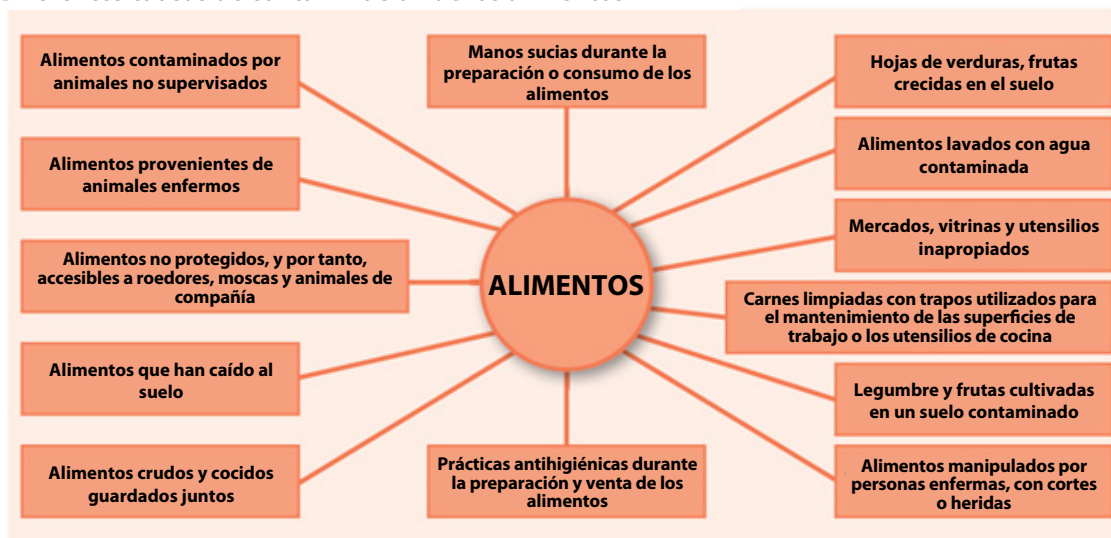 Alimentos contaminados por
animales no supervisados
Alimentos provenientes de
animales enfermos
Alimentos no protegidos, y por tanto,
accesibles a roedores, moscas y animales de
compañía
Alimentos que han caído al
suelo
Alimentos crudos y cocidos
guardados juntos
Manos sucias durante la
preparación o consumo de los
alimentos
ALIMENTOS
Prácticas antihigiénicas durante
la preparación y venta de los
alimentos
Hojas de verduras, frutas
crecidas en el suelo
Alimentos lavados con agua
contaminada
Mercados, vitrinas y utensilios
inapropiados
Carnes limpiadas con trapos utilizados para
el mantenimiento de las superficies de
trabajo o los utensilios de cocina
Legumbre y frutas cultivadas
en un suelo contaminado
Alimentos manipulados por
personas enfermas, con cortes
o heridas